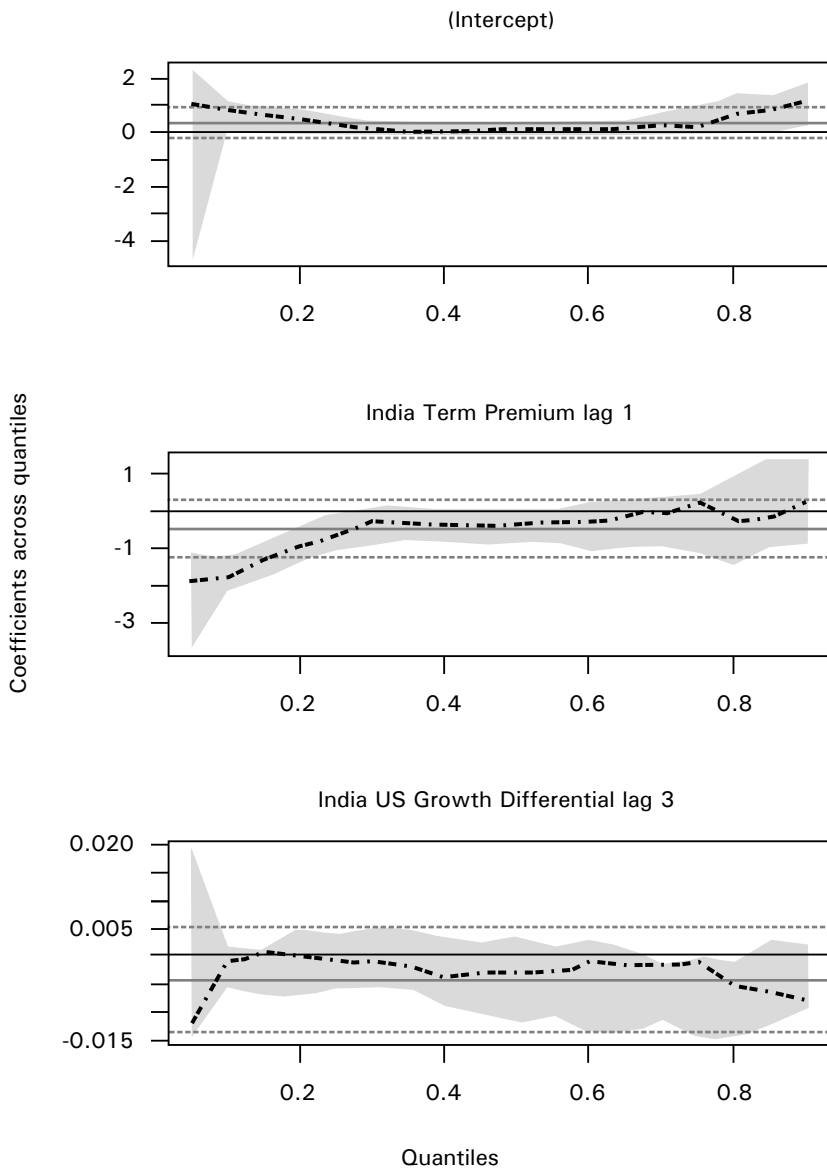 (Intercept)
2
0
-2
-4
0.2 0.4 0.6 0.8
Coefficients across quantiles
India Term Premium lag 1
1
-1
-3
0.2 0.4 0.6 0.8
India US Growth Differential lag 3
0.020
0.005
-0.015
0.2 0.4 0.6 0.8
Quantiles